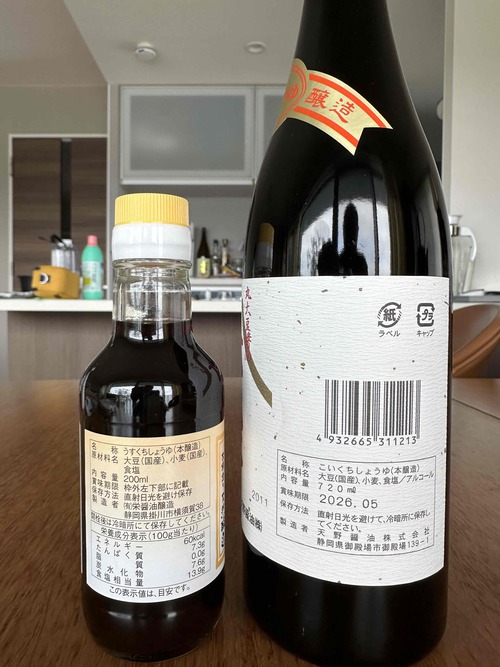 名称 うすくちしょうゆ(本醸造)
原材料名 大豆(国産)、小麦(国産)、
食塩
内容量 200ml
賞味期限 枠外左下部に記載
保存方法 直射日光を避け保存
製造者 ㈲栄醤油醸造
静岡県掛川市横須賀38
開栓後は冷暗所にて保存してください。
栄養成分表示(100g当たり)
エネルギー 60kcal
たんぱく質 7.3g
脂質 0.0g
炭水化物 7.6g
食塩相当量 13.9g
この表示値は、目安です。
醸造
丸大豆
紙
ラベル
プラ
キャップ
4 932665 311213
名称 こいくちしょうゆ(本醸造)
原材料名 大豆(国産)、小麦、食塩/アルコール
内容量 720ml
賞味期限 2026.05
保存方法 直射日光を避けて、冷暗所に保存し
てください。
製造者 天野醤油株式会社
静岡県御殿場市御殿場139-1
2011